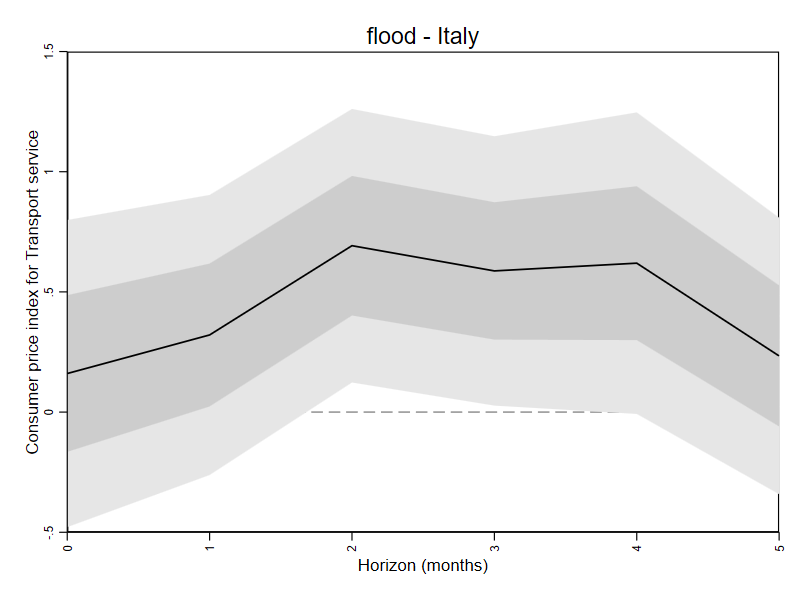 flood - Italy
Consumer price index for Transport service
1.5
1
.5
0
-.5
0 1 2 3 4 5
Horizon (months)